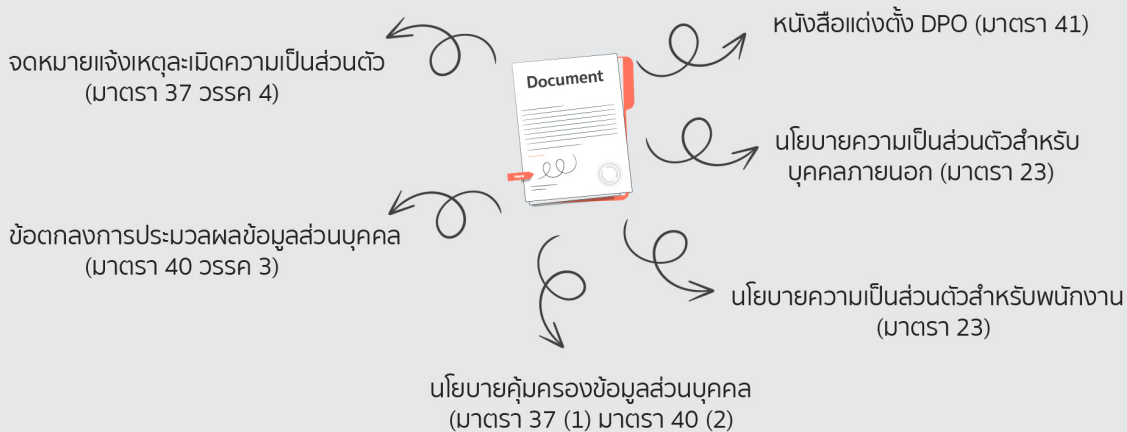 จดหมายแจ้งเหตุละเมิดความเป็นส่วนตัว
(มาตรา 37 วรรค 4)
Document
หนังสือแต่งตั้ง DPO (มาตรา 41)
นโยบายความเป็นส่วนตัวสำหรับ
บุคคลภายนอก (มาตรา 23)
ข้อตกลงการประมวลผลข้อมูลส่วนบุคคล
(มาตรา 40 วรรค 3)
นโยบายความเป็นส่วนตัวสำหรับพนักงาน
(มาตรา 23)
นโยบายคุ้มครองข้อมูลส่วนบุคคล
(มาตรา 37 (1) มาตรา 40 (2)